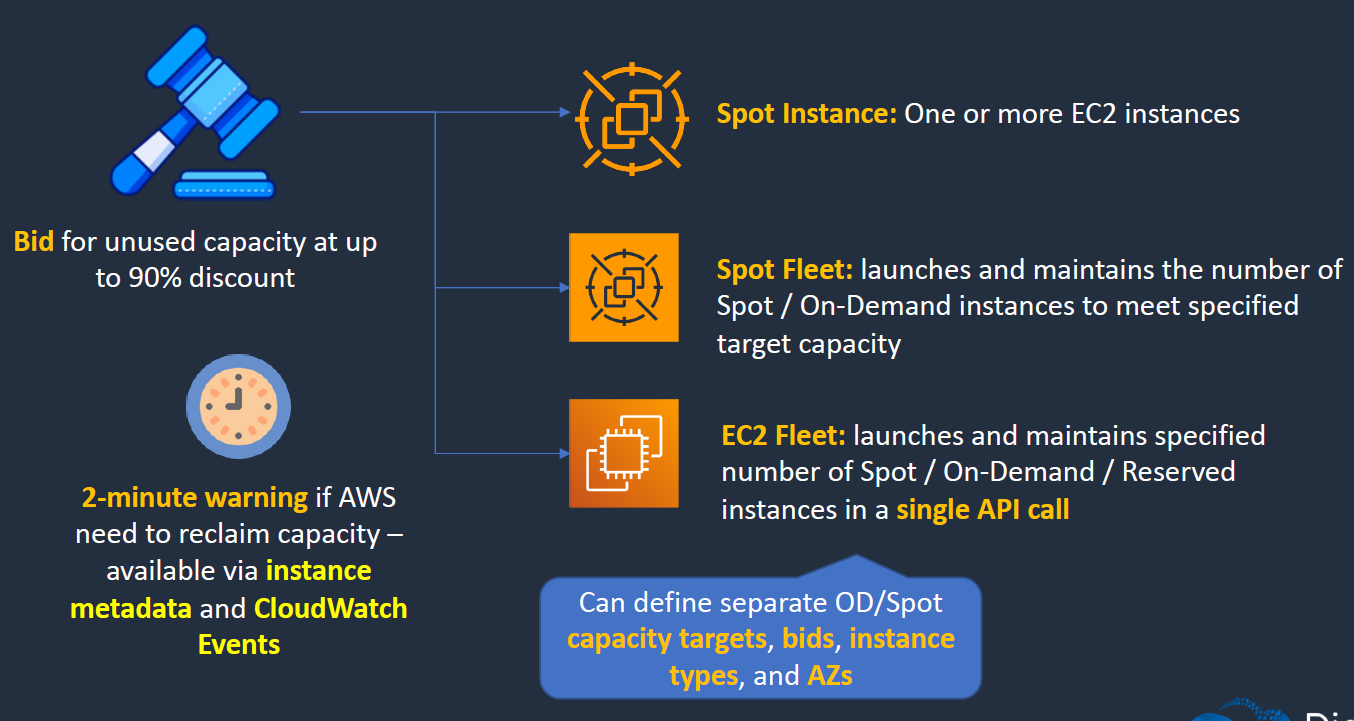 Bid for unused capacity at up
to 90% discount
2-minute warning if AWS
need to reclaim capacity –
available via instance
metadata and CloudWatch
Events
Spot Instance: One or more EC2 instances
Spot Fleet: launches and maintains the number of
Spot / On-Demand instances to meet specified
target capacity
EC2 Fleet: launches and maintains specified
number of Spot / On-Demand / Reserved
instances in a single API call
Can define separate OD/Spot
capacity targets, bids, instance
types, and AZs